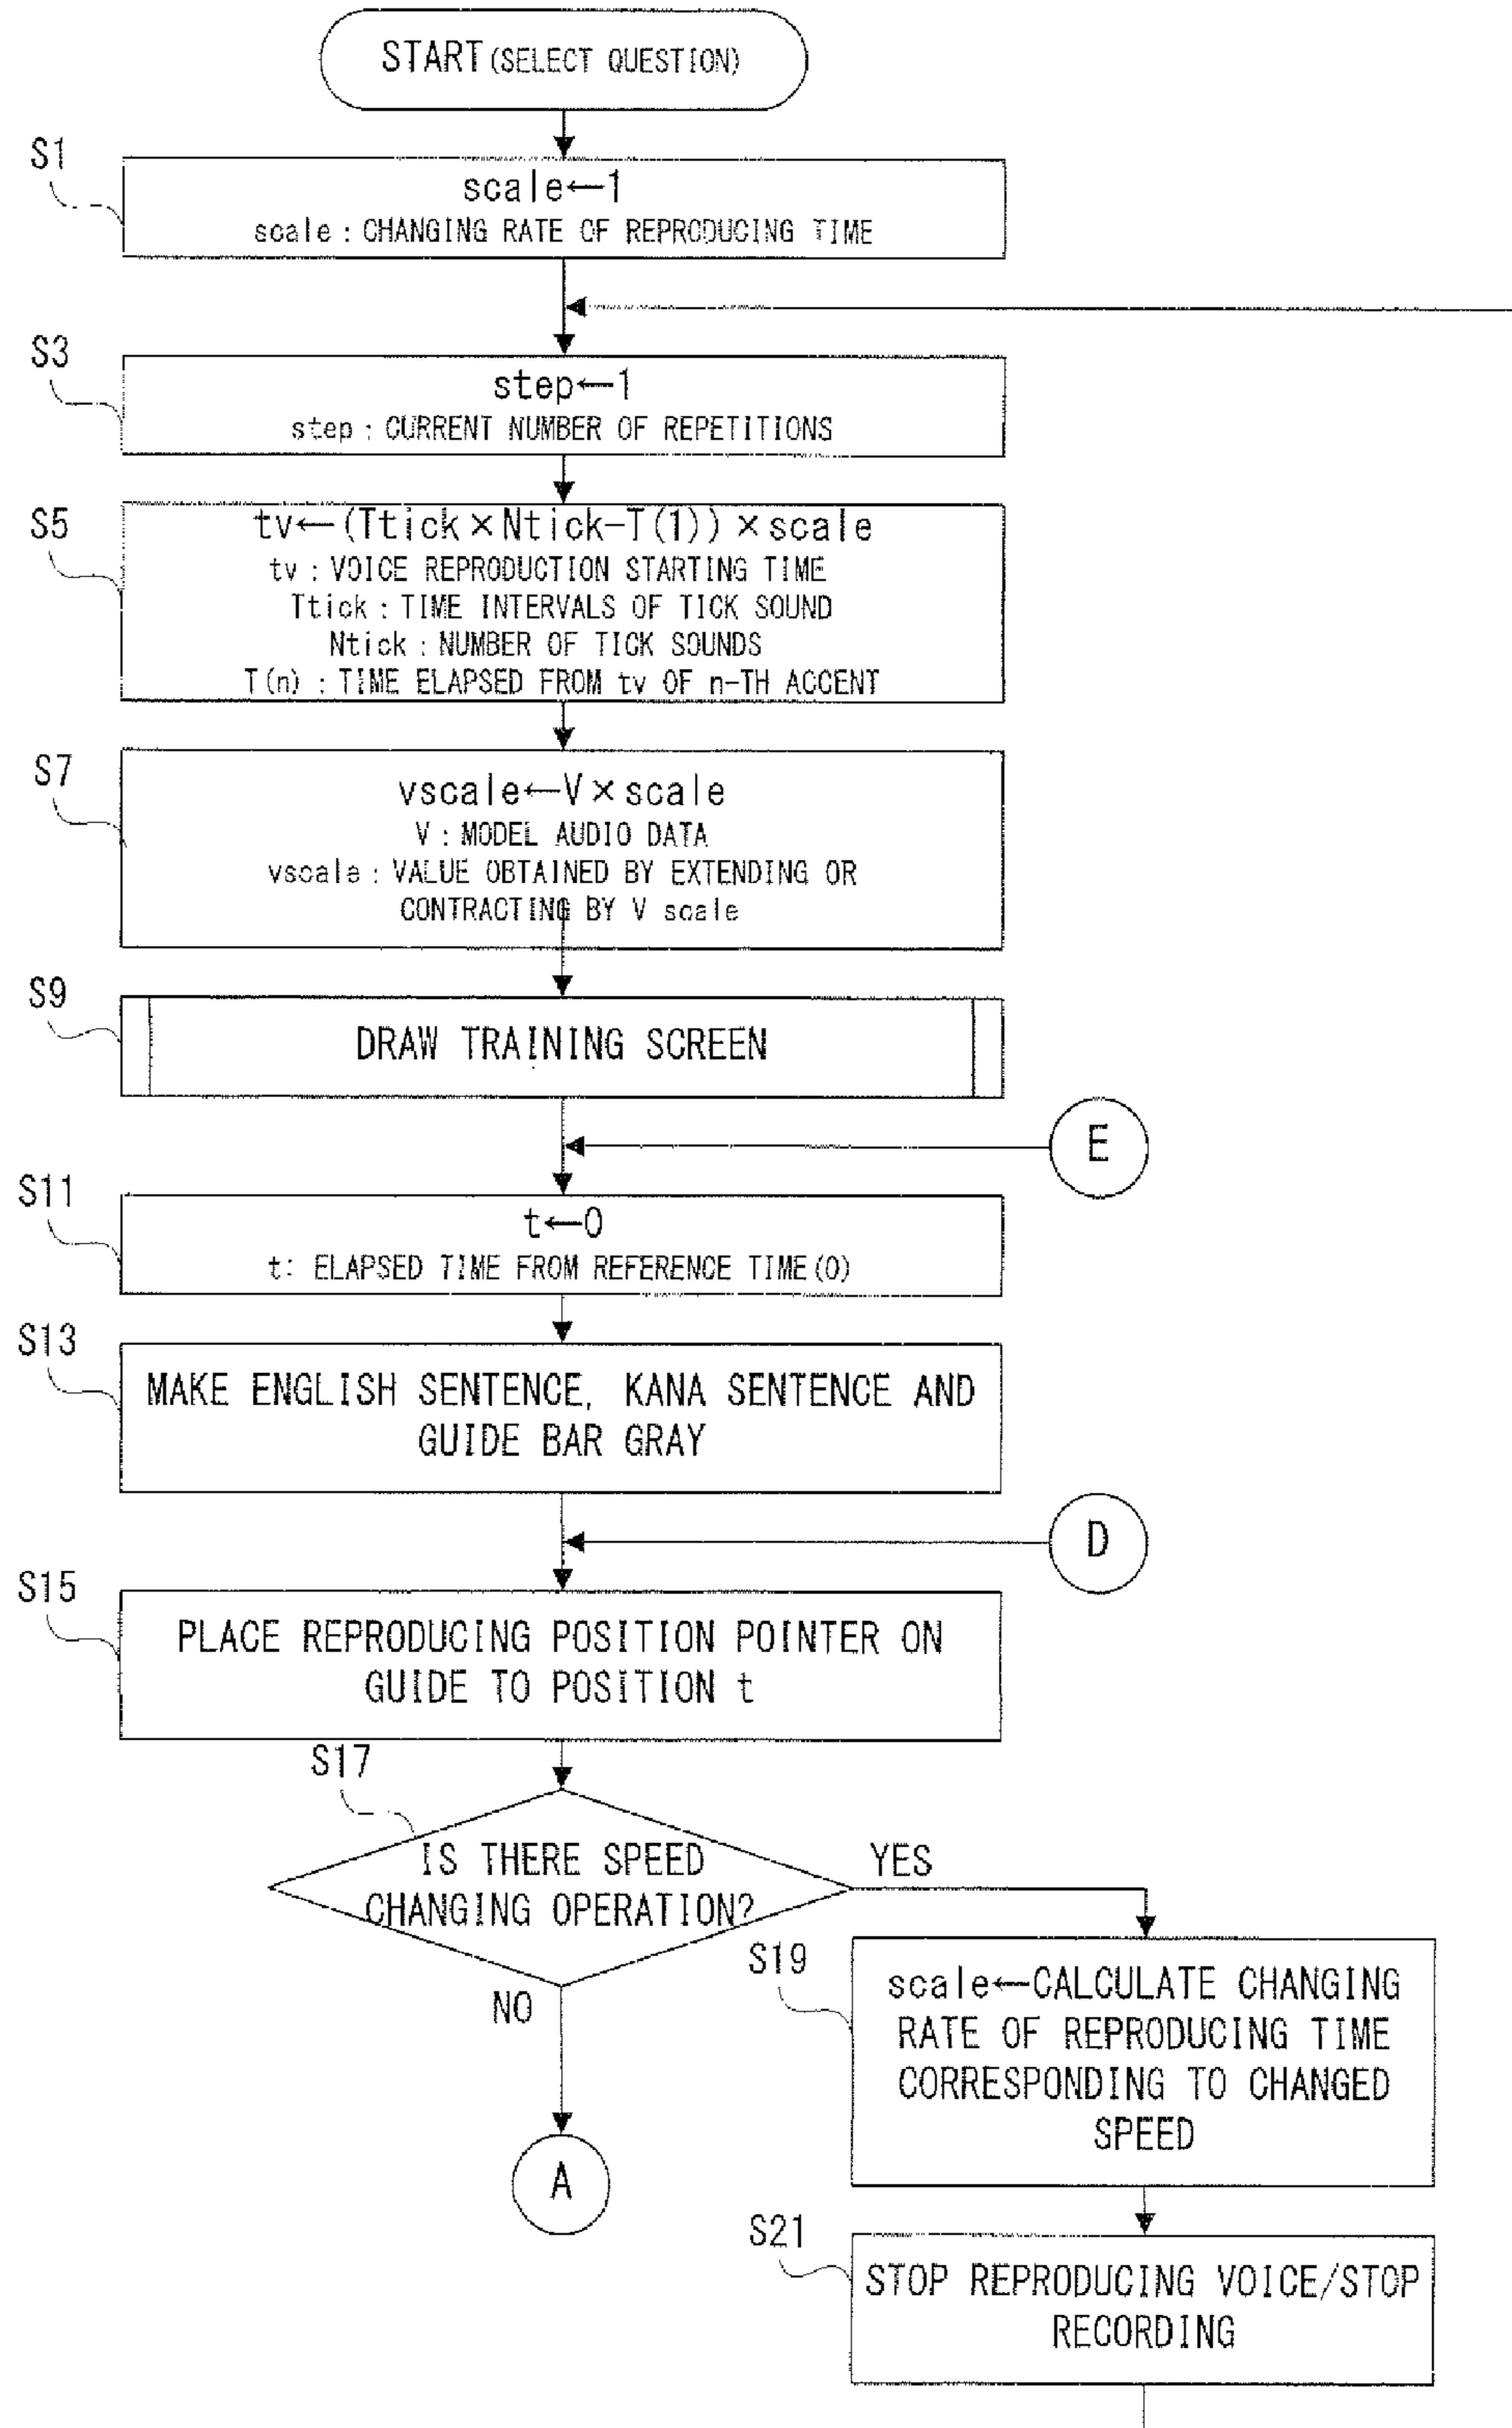 START (SELECT QUESTION)
S1
scale←1
scale : CHANGING RATE OF REPRODUCING TIME
S3
step←1
step : CURRENT NUMBER OF REPETITIONS
S5
tv←(Ttick×Ntick-T(1))×scale
tv : VOICE REPRODUCTION STARTING TIME
Ttick : TIME INTERVALS OF TICK SOUND
Ntick : NUMBER OF TICK SOUNDS
T(n) : TIME ELAPSED FROM tv OF n-TH ACCENT
S7
vscale←V×scale
V : MODEL AUDIO DATA
vscale : VALUE OBTAINED BY EXTENDING OR
CONTRACTING BY V scale
S9
DRAW TRAINING SCREEN
E
S11
t←0
t: ELAPSED TIME FROM REFERENCE TIME(0)
S13
MAKE ENGLISH SENTENCE, KANA SENTENCE AND
GUIDE BAR GRAY
D
S15
PLACE REPRODUCING POSITION POINTER ON
GUIDE TO POSITION t
S17
IS THERE SPEED
CHANGING OPERATION?
YES
NO
A
S19
scale←CALCULATE CHANGING
RATE OF REPRODUCING TIME
CORRESPONDING TO CHANGED
SPEED
S21
STOP REPRODUCING VOICE/STOP
RECORDING